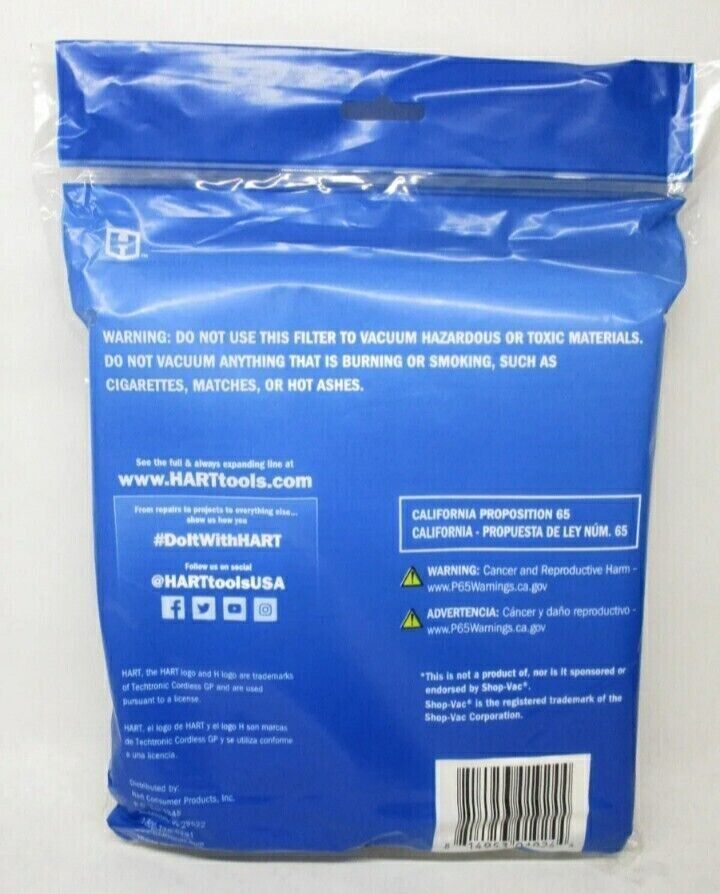 H
WARNING: DO NOT USE THIS FILTER TO VACUUM HAZARDOUS OR TOXIC MATERIALS.
DO NOT VACUUM ANYTHING THAT IS BURNING OR SMOKING, SUCH AS
CIGARETTES, MATCHES, OR HOT ASHES.
See the full & always expanding line at
www.HARTtools.com
From repairs to projects to everything else...
show us how you
#DoItWithHART
Follow us on social
@HARTtoolsUSA
HART, the HART logo and H logo are trademarks
of Techtronic Cordless GP and are used
pursuant to a license.
HART, el logo de HART y el logo H son marcas
de Techtronic Cordless GP y se utiliza conforme
a una licencia.
Distributed by:
Hart Consumer Products, Inc.
CALIFORNIA PROPOSITION 65
CALIFORNIA - PROPUESTA DE LEY NÚM. 65
WARNING: Cancer and Reproductive Harm -
www.P65Warnings.ca.gov
ADVERTENCIA: Cáncer y daño reproductivo -
www.P65Warnings.ca.gov
*This is not a product of, nor is it sponsored or
endorsed by Shop-Vac®.
Shop-Vac® is the registered trademark of the
Shop-Vac Corporation.